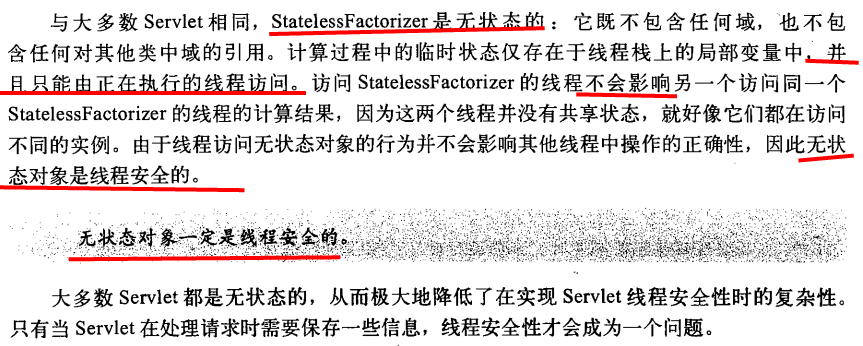 与大多数 Servlet 相同，StatelessFactorizer 是无状态的：它既不包含任何域，也不包
含任何对其他类中域的引用。计算过程中的临时状态仅存在于线程栈上的局部变量中，并
且只能由正在执行的线程访问。访问 StatelessFactorizer 的线程不会影响另一个访问同一个
StatelessFactorizer 的线程的计算结果，因为这两个线程并没有共享状态，就好像它们都在访问
不同的实例。由于线程访问无状态对象的行为并不会影响其他线程中操作的正确性，因此无状
态对象是线程安全的。
无状态对象一定是线程安全的。
大多数 Servlet 都是无状态的，从而极大地降低了在实现 Servlet 线程安全性时的复杂性。
只有当 Servlet 在处理请求时需要保存一些信息，线程安全性才会成为一个问题。